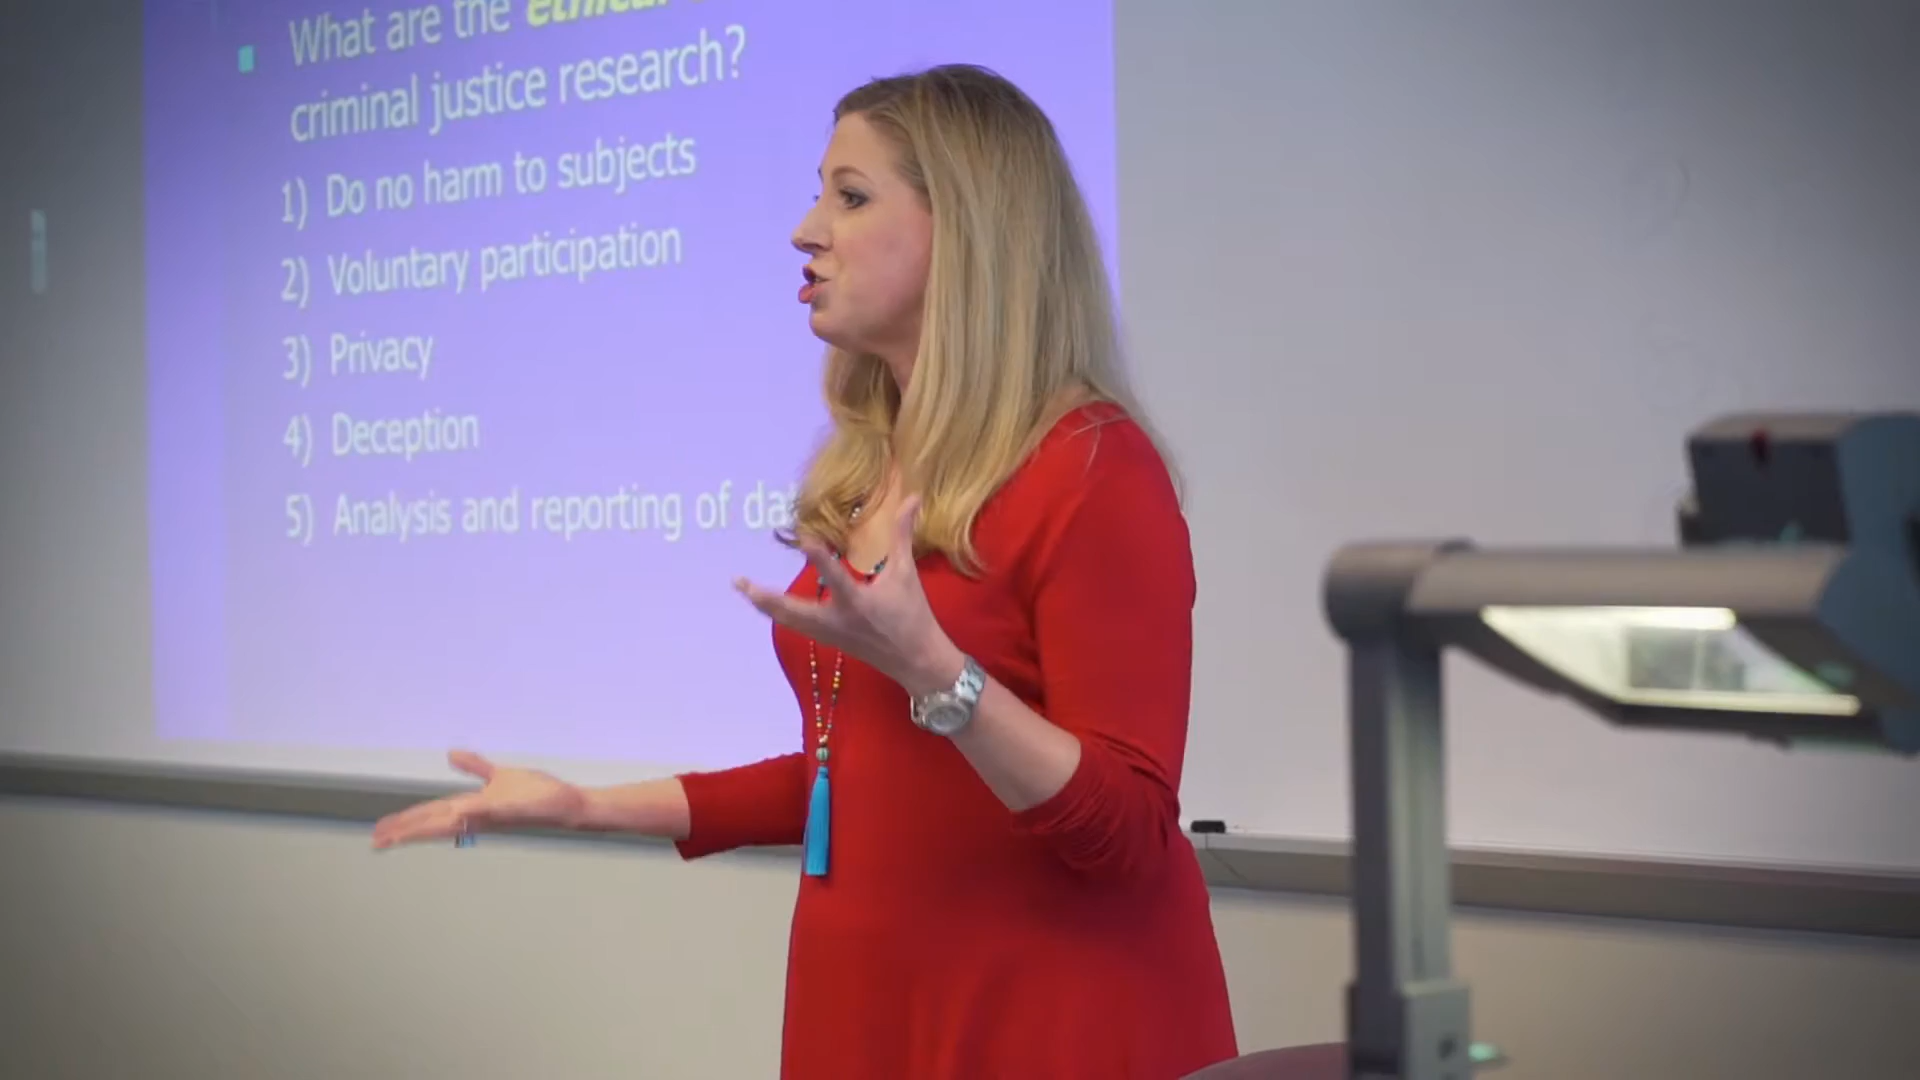 What are the ethical
criminal justice research?
1) Do no harm to subjects
2) Voluntary participation
3) Privacy
4) Deception
5) Analysis and reporting of da